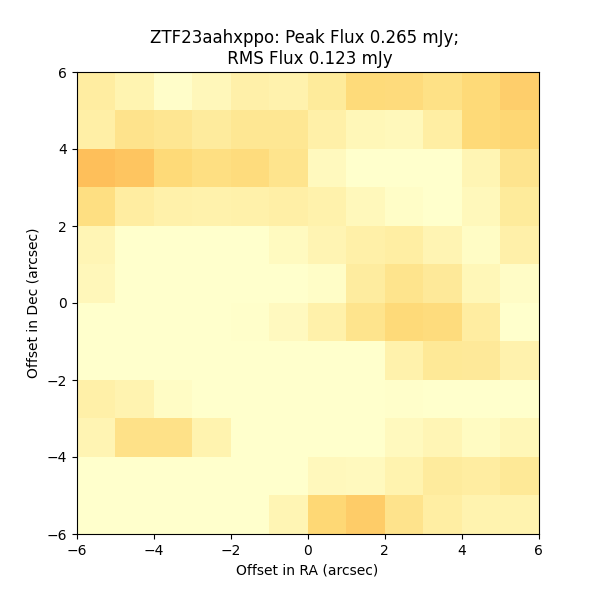 ZTF23aahxppo: Peak Flux 0.265 mJy;
RMS Flux 0.123 mJy
6
4
2
0
−2
−4
−6
Offset in Dec (arcsec)
−6 −4 −2 0 2 4 6
Offset in RA (arcsec)